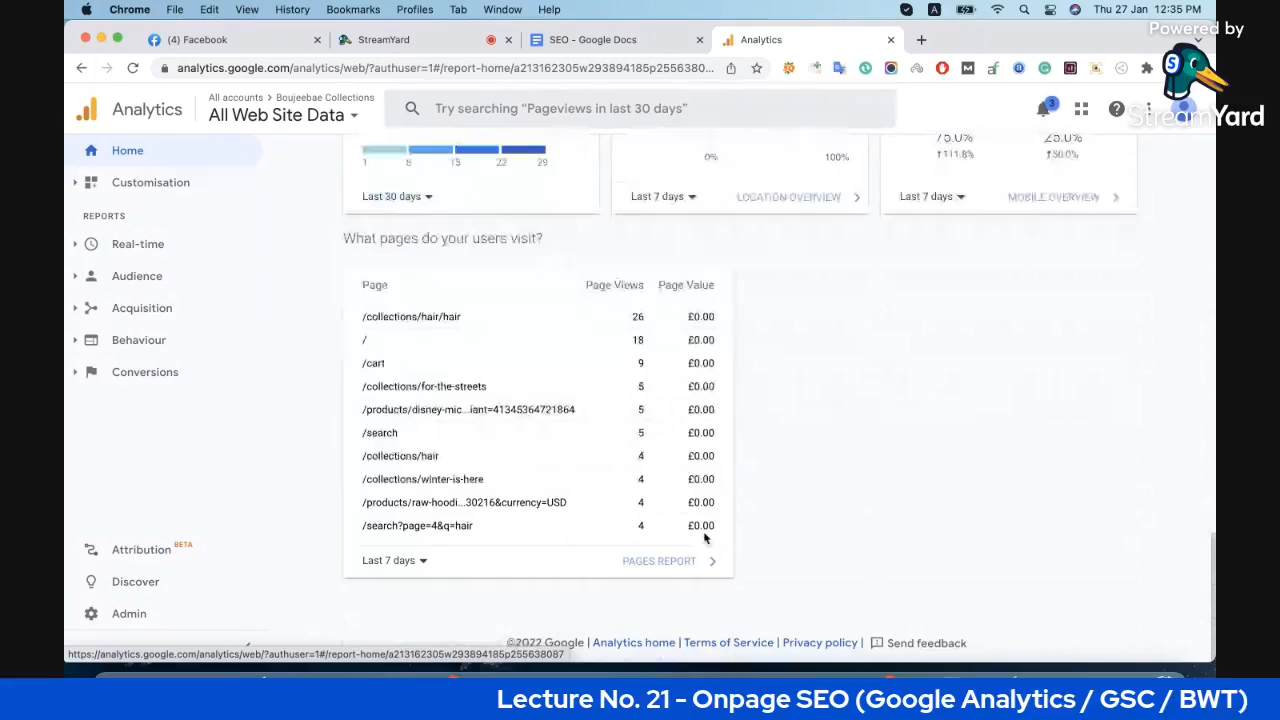 Chrome File Edit View History Bookmarks Profiles Tab Window Help A Thu 27 Jan 12:35 PM
Powered by
(4) Facebook StreamYard SEO - Google Docs Analytics
analytics.google.com/analytics/web/?authuser=1#/report-home/a213162305w293894185p2556380...
StreamYard
Analytics
All accounts > Boujeebae Collections
All Web Site Data
Try searching “Pageviews in last 30 days”
3
Home
Customisation
REPORTS
Real-time
Audience
Acquisition
Behaviour
Conversions
Attribution BETA
Discover
Admin
1 8 15 22 29
Last 30 days
0% 100%
Last 7 days LOCATION OVERVIEW
75.0% 25.0%
↑111.8% ↑50.0%
Last 7 days MOBILE OVERVIEW
What pages do your users visit?
Page Page Views Page Value
/collections/hair/hair 26 £0.00
/ 18 £0.00
/cart 9 £0.00
/collections/for-the-streets 5 £0.00
/products/disney-mic...iant=41345364721864 5 £0.00
/search 5 £0.00
/collections/hair 4 £0.00
/collections/winter-is-here 4 £0.00
/products/raw-hoodi...30216&currency=USD 4 £0.00
/search?page=4&q=hair 4 £0.00
Last 7 days PAGES REPORT
©2022 Google | Analytics home | Terms of Service | Privacy policy | Send feedback
https://analytics.google.com/analytics/web/?authuser=1#/report-home/a213162305w293894185p255638087
Lecture No. 21 - Onpage SEO (Google Analytics / GSC / BWT)